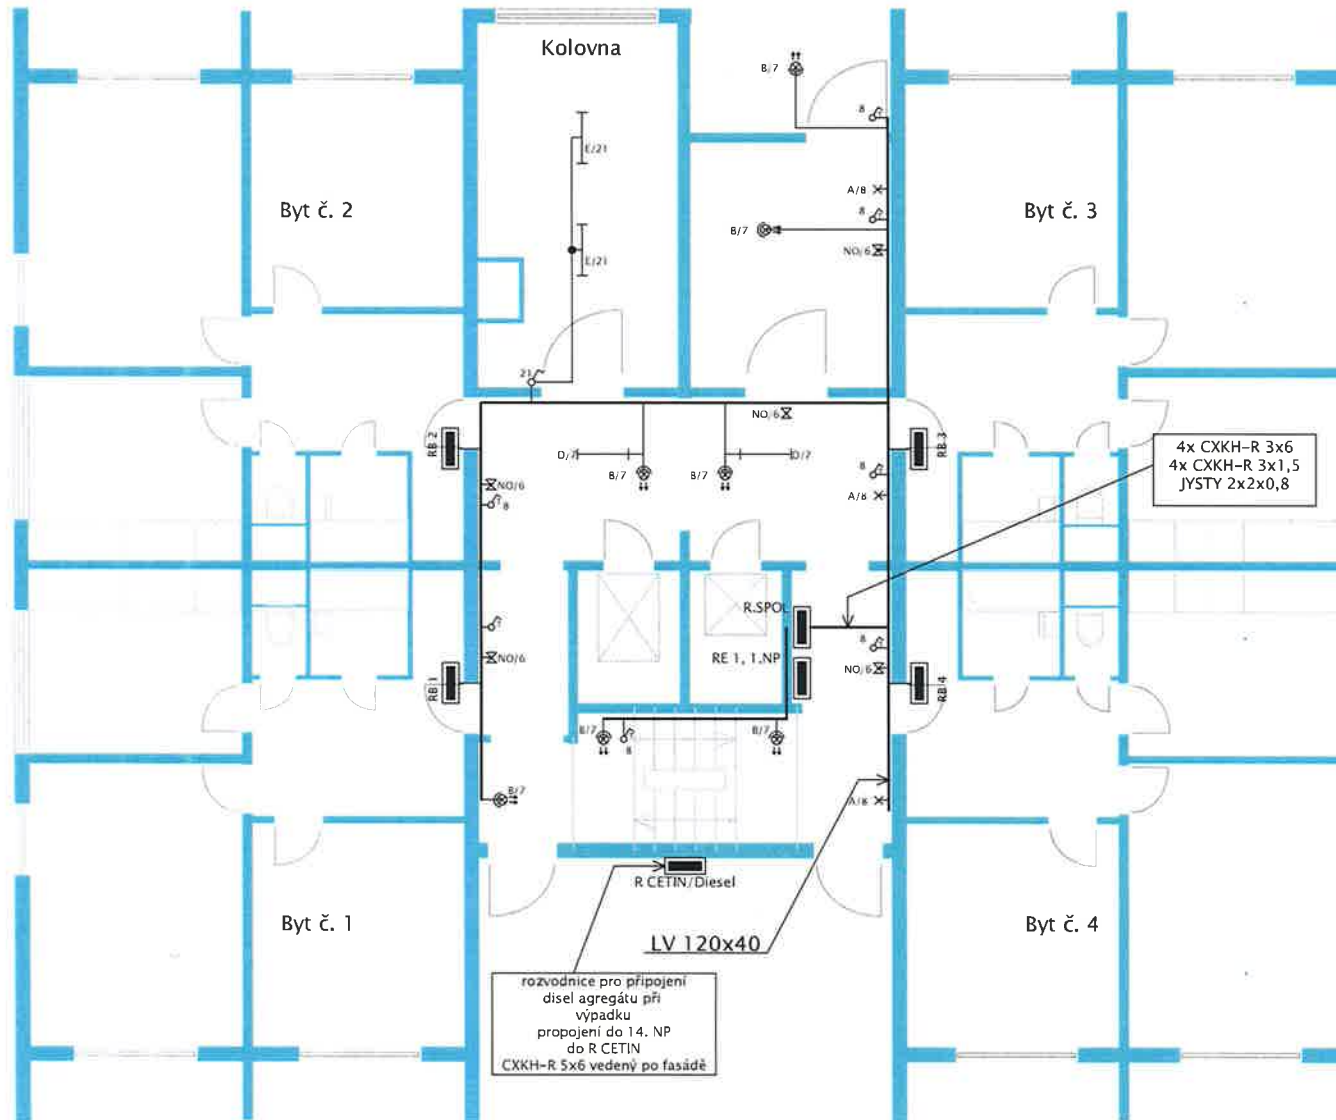 Kolovna
B/7
8
E/21
A/8
Byt č. 2
8
Byt č. 3
B/7
NO/6
E/21
21
NO/6
RB 2
RB 3
D/7
D/7
B/7
B/7
8
4x CXKH-R 3x6
4x CXKH-R 3x1,5
JYSTY 2x2x0,8
NO/6
A/8
8
R.SPOL
8
RE 1, 1.NP
NO/6
NO/6
RB 1
RB 4
B/7
8
B/7
B/7
A/8
R CETIN/Diesel
Byt č. 1
Byt č. 4
LV 120x40
rozvodnice pro připojení
disel agregátu při
výpadku
propojení do 14. NP
do R CETIN
CXKH-R 5x6 vedený po fasádě